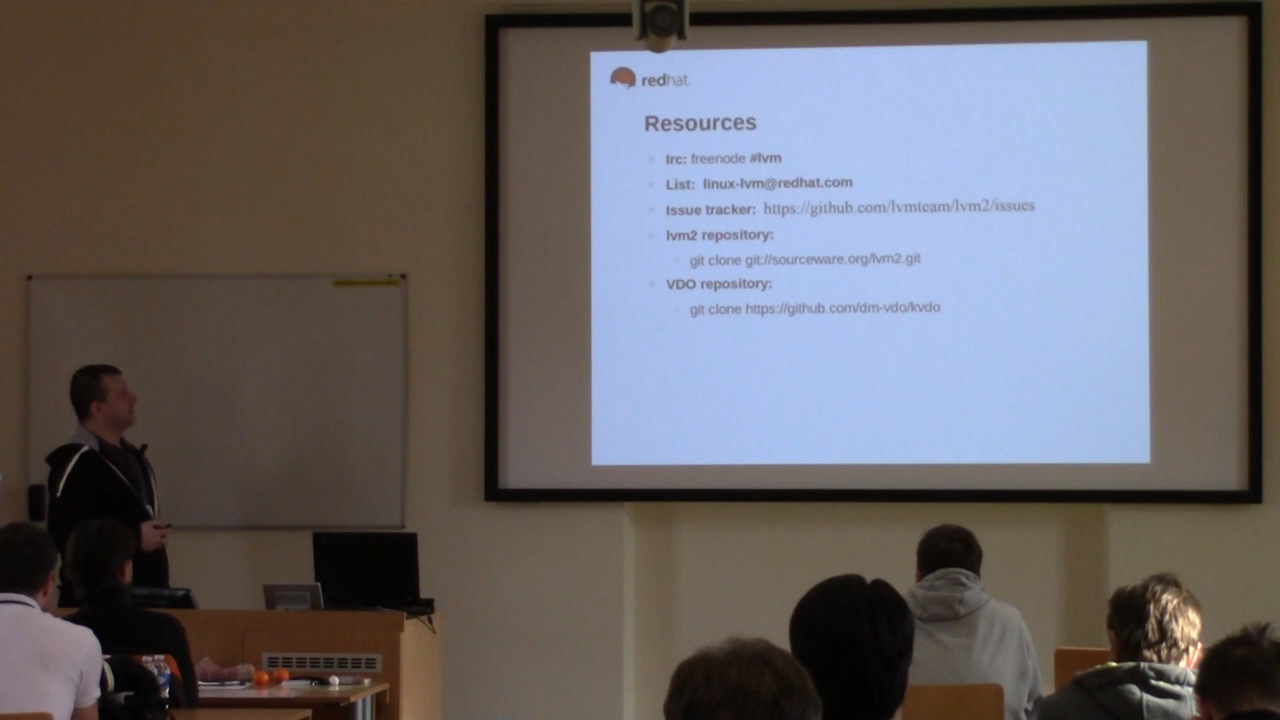 redhat.
Resources
Irc: freenode #lvm
List: linux-lvm@redhat.com
Issue tracker: https://github.com/lvmteam/lvm2/issues
lvm2 repository:
git clone git://sourceware.org/lvm2.git
VDO repository:
git clone https://github.com/dm-vdo/kvdo